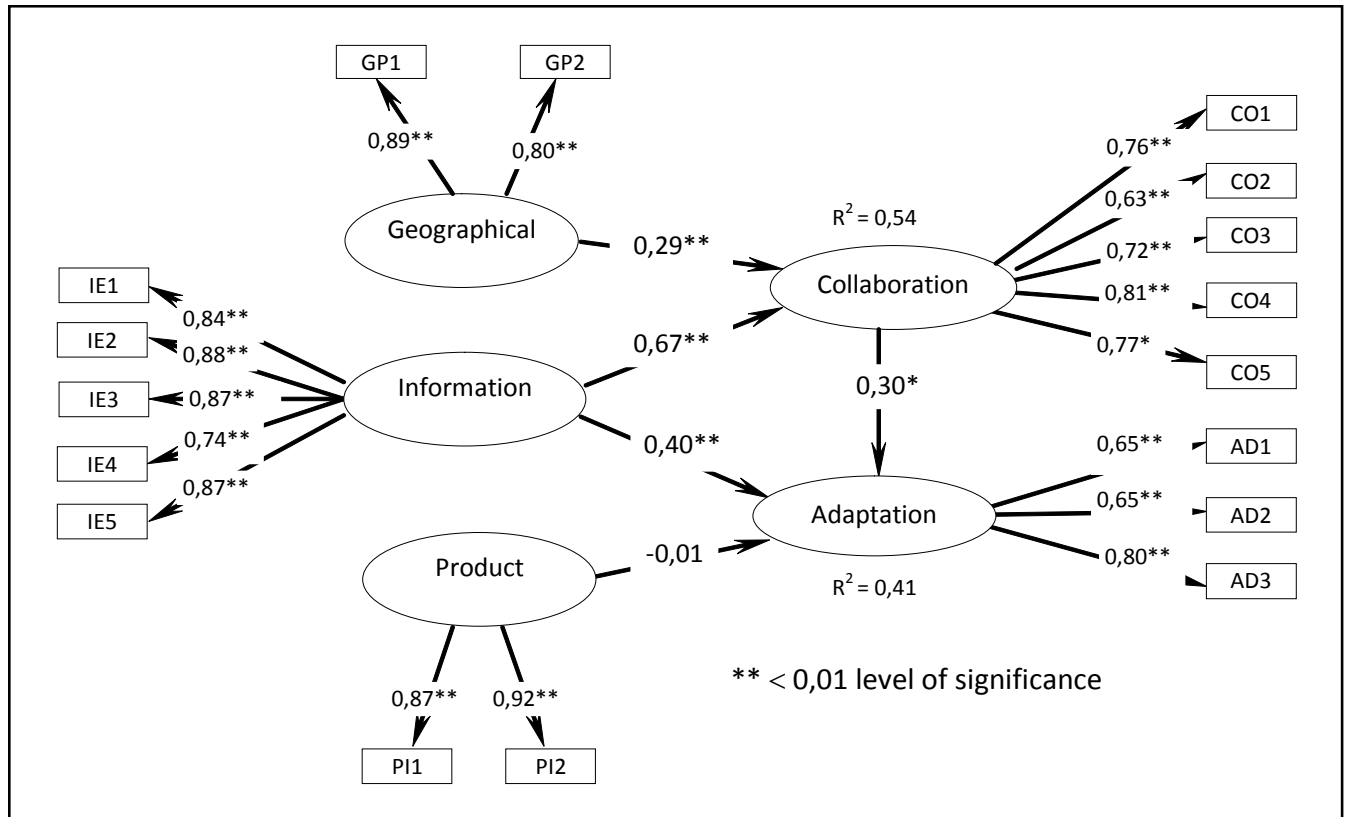 GP1
GP2
0,89**
0,80**
Geographical
0,29**
R² = 0,54
Collaboration
0,76**
0,63**
0,72**
0,81**
0,77*
CO1
CO2
CO3
CO4
CO5
IE1
IE2
IE3
IE4
IE5
0,84**
0,88**
0,87**
0,74**
0,87**
Information
0,67**
0,40**
0,30*
Adaptation
R² = 0,41
0,65**
0,65**
0,80**
AD1
AD2
AD3
Product
-0,01
0,87**
0,92**
PI1
PI2
** < 0,01 level of significance